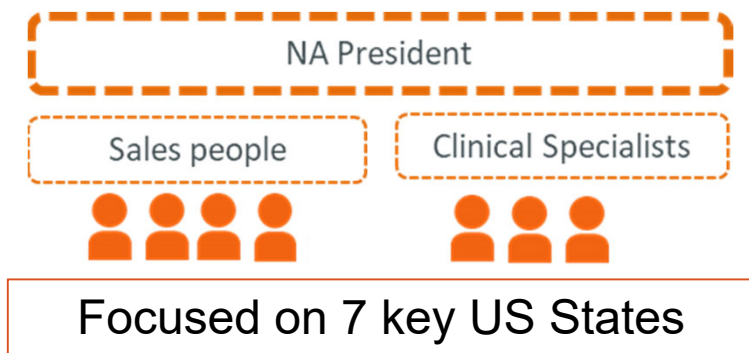 NA President
Sales people
Clinical Specialists
Focused on 7 key US States